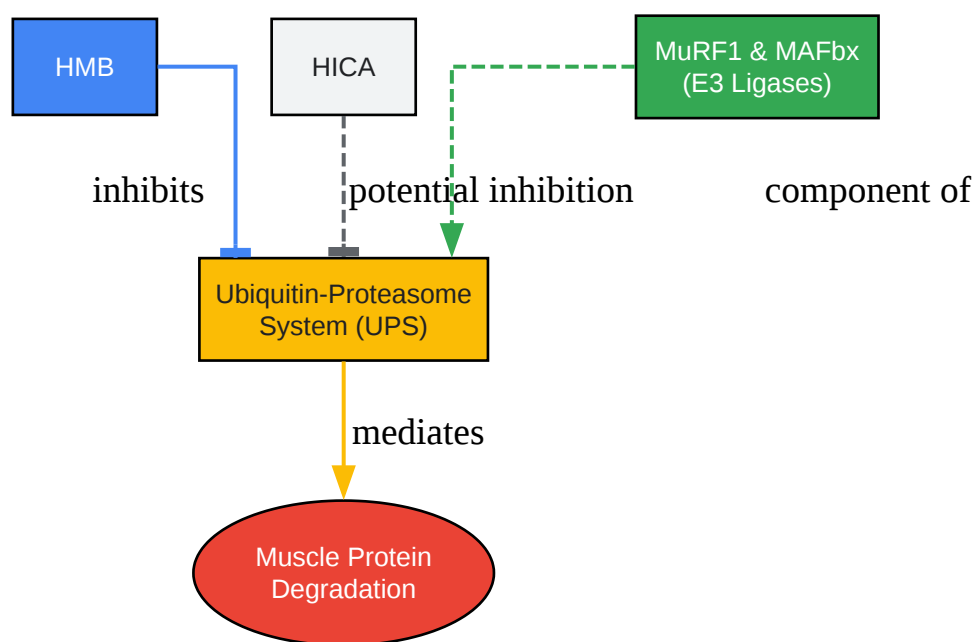 HMB
HICA
MuRF1 & MAFbx
(E3 Ligases)
inhibits
potential inhibition
component of
Ubiquitin-Proteasome
System (UPS)
mediates
Muscle Protein
Degradation